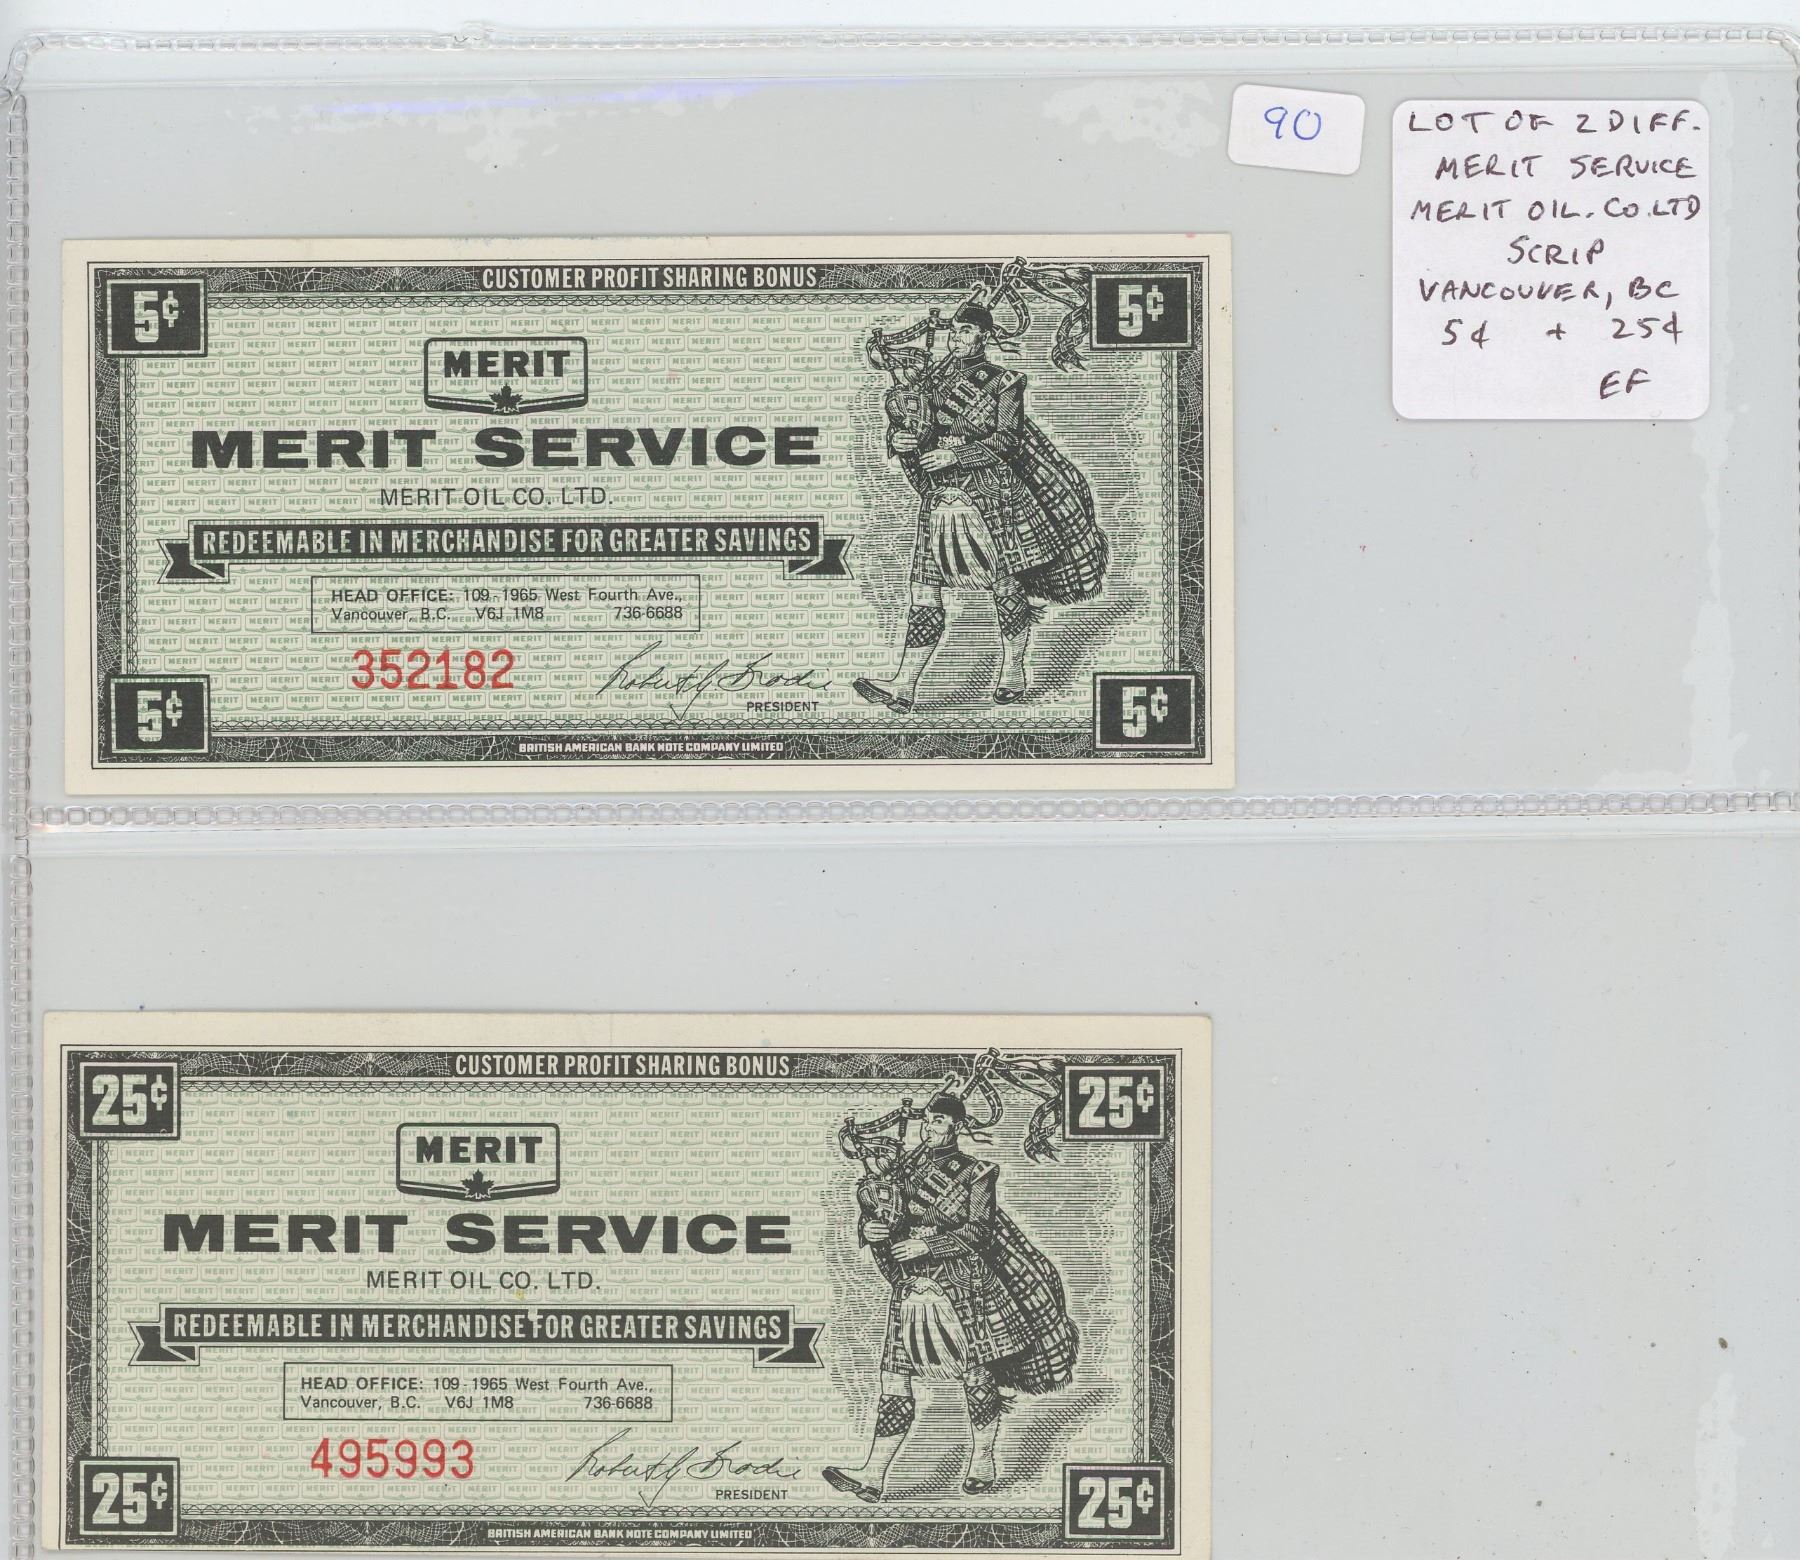 90
LOT OF 2 DIFF.
MERIT SERVICE
MERIT OIL. CO. LTD
SCRIP
VANCOUVER, BC
5¢ + 25¢
EF
CUSTOMER PROFIT SHARING BONUS
5¢ 5¢
MERIT
MERIT SERVICE
MERIT OIL CO. LTD.
REDEEMABLE IN MERCHANDISE FOR GREATER SAVINGS
HEAD OFFICE: 109-1965 West Fourth Ave.,
Vancouver, B.C. V6J 1M8 736-6688
352182 Robert J. Brodie
PRESIDENT
5¢ 5¢
BRITISH AMERICAN BANK NOTE COMPANY LIMITED
CUSTOMER PROFIT SHARING BONUS
25¢ 25¢
MERIT
MERIT SERVICE
MERIT OIL CO. LTD.
REDEEMABLE IN MERCHANDISE FOR GREATER SAVINGS
HEAD OFFICE: 109-1965 West Fourth Ave.,
Vancouver, B.C. V6J 1M8 736-6688
495993 Robert J. Brodie
PRESIDENT
25¢ 25¢
BRITISH AMERICAN BANK NOTE COMPANY LIMITED